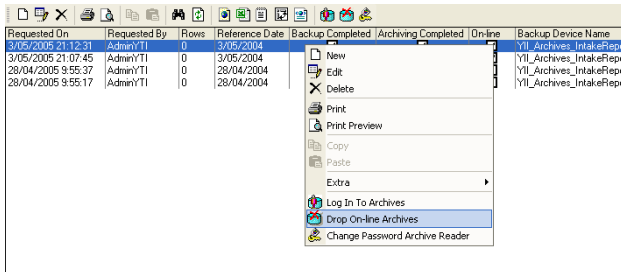 Requested On Requested By Rows Reference Date Backup Completed Archiving Completed On-line Backup Device Name
3/05/2005 21:12:31 AdminYTI 0 3/05/2004 YII_Archives_IntakeRep
3/05/2005 21:07:45 AdminYTI 0 3/05/2004 YII_Archives_IntakeRep
28/04/2005 9:55:37 AdminYTI 0 28/04/2004 YII_Archives_IntakeRep
28/04/2005 9:55:17 AdminYTI 0 28/04/2004 YII_Archives_IntakeRep
New
Edit
Delete
Print
Print Preview
Copy
Paste
Extra
Log In To Archives
Drop On-line Archives
Change Password Archive Reader